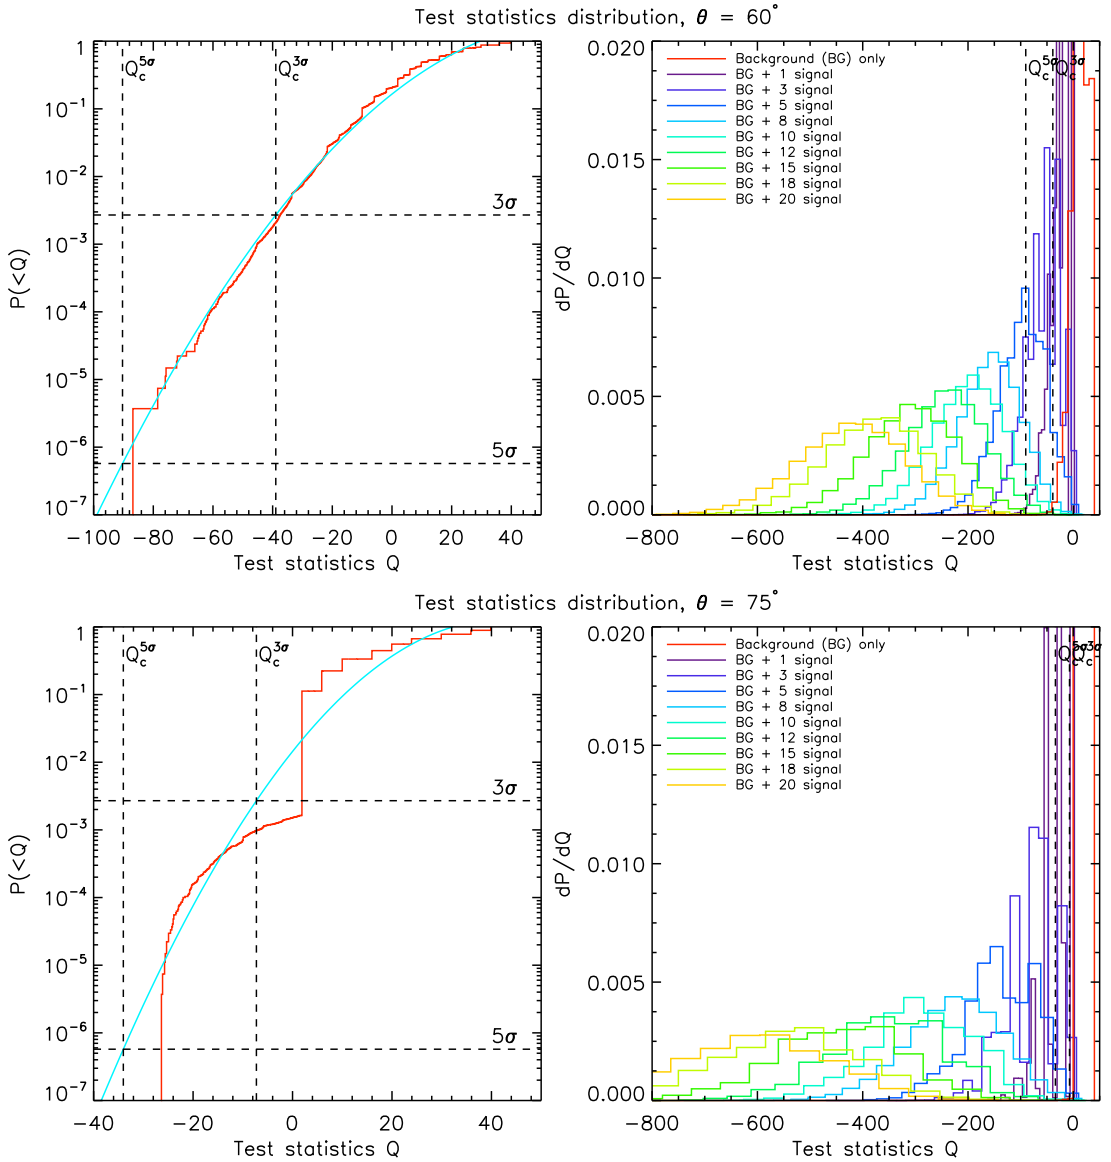 Test statistics distribution, θ = 60°
1
10⁻¹
10⁻²
10⁻³
10⁻⁴
10⁻⁵
10⁻⁶
10⁻⁷
P(<Q)
Q_c^5σ
Q_c^3σ
3σ
5σ
−100 −80 −60 −40 −20 0 20 40
Test statistics Q
0.020
0.015
0.010
0.005
0.000
dP/dQ
Background (BG) only
BG + 1 signal
BG + 3 signal
BG + 5 signal
BG + 8 signal
BG + 10 signal
BG + 12 signal
BG + 15 signal
BG + 18 signal
BG + 20 signal
Q_c^5σ
Q_c^3σ
−800 −600 −400 −200 0
Test statistics Q
Test statistics distribution, θ = 75°
1
10⁻¹
10⁻²
10⁻³
10⁻⁴
10⁻⁵
10⁻⁶
10⁻⁷
P(<Q)
Q_c^5σ
Q_c^3σ
3σ
5σ
−40 −20 0 20 40
Test statistics Q
0.020
0.015
0.010
0.005
0.000
dP/dQ
Background (BG) only
BG + 1 signal
BG + 3 signal
BG + 5 signal
BG + 8 signal
BG + 10 signal
BG + 12 signal
BG + 15 signal
BG + 18 signal
BG + 20 signal
Q_c^5σ
Q_c^3σ
−800 −600 −400 −200 0
Test statistics Q